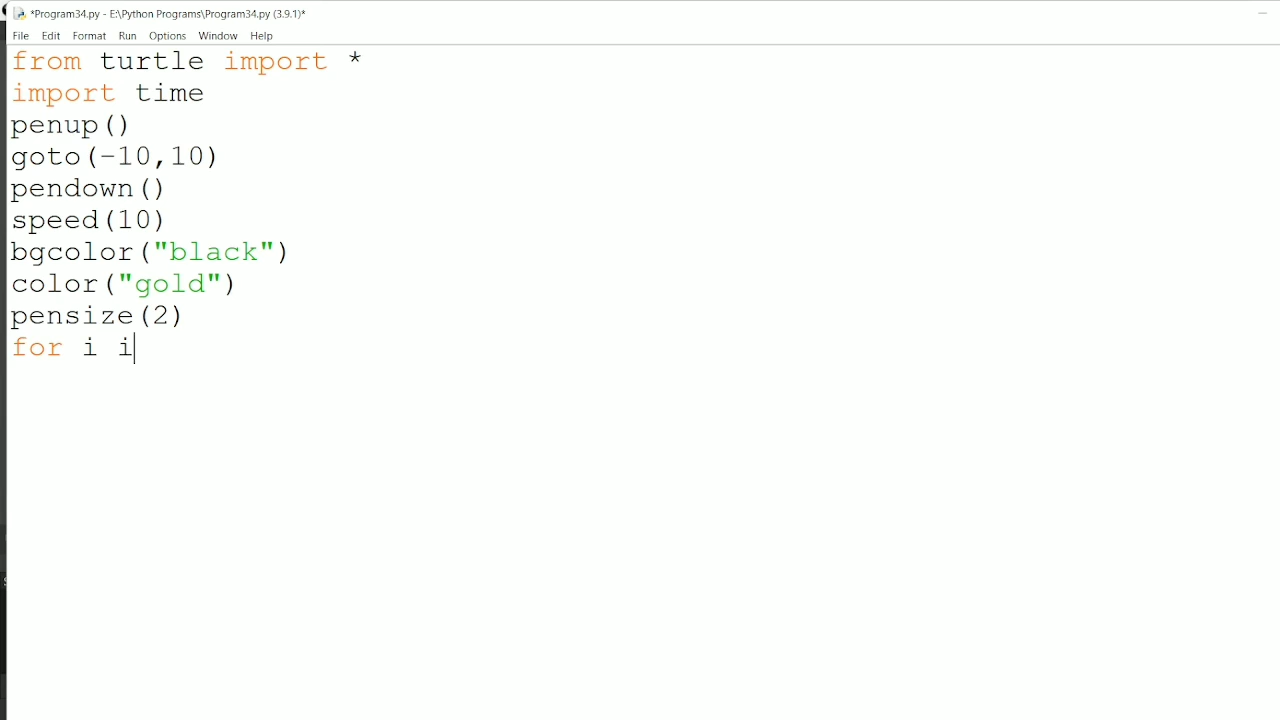 *Program34.py - E:\Python Programs\Program34.py (3.9.1)*
File Edit Format Run Options Window Help
from turtle import *
import time
penup()
goto(-10,10)
pendown()
speed(10)
bgcolor("black")
color("gold")
pensize(2)
for i i